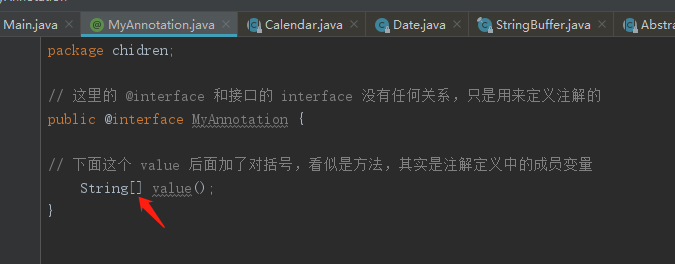 Annotation
Main.java MyAnnotation.java Calendar.java Date.java StringBuffer.java Abstra
package chidren;
// 这里的 @interface 和接口的 interface 没有任何关系，只是用来定义注解的
public @interface MyAnnotation {
// 下面这个 value 后面加了对括号，看似是方法，其实是注解定义中的成员变量
String[] value();
}